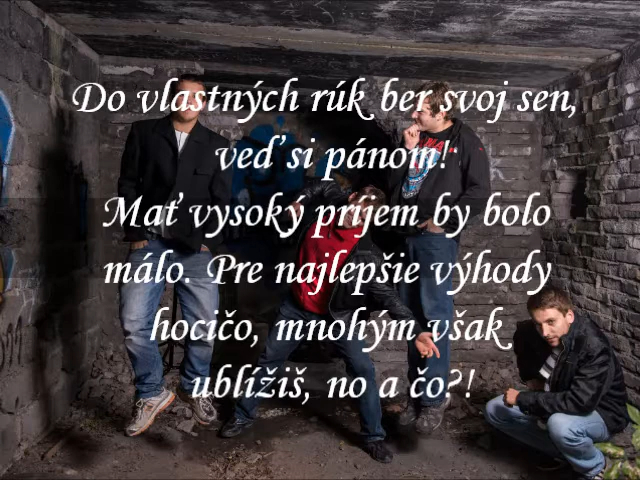 Do vlastných rúk ber svoj sen,
veď si pánom!
Mať vysoký príjem by bolo
málo. Pre najlepšie výhody
hocičo, mnohým však
ublížiš, no a čo?!